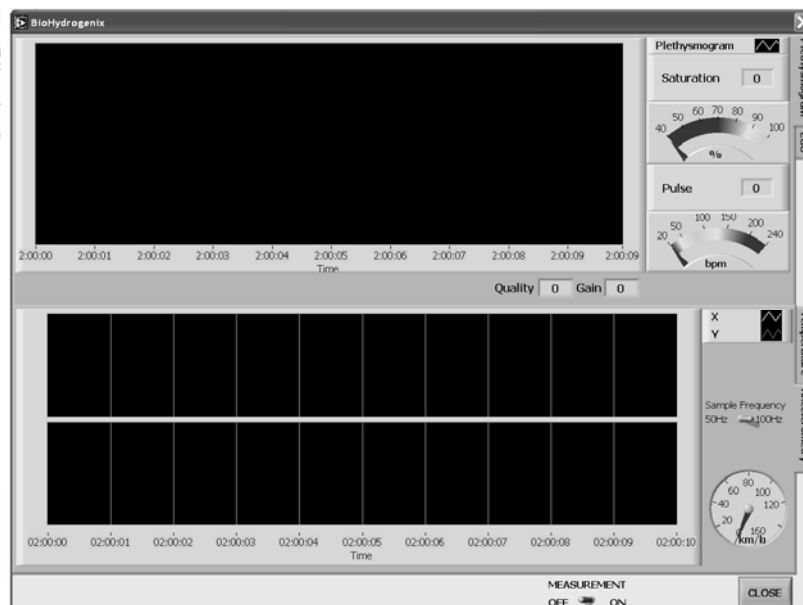 BioHydrogenix
Plethysmogram
Saturation 0
40 50 60 70 80 90 100
%
Pulse 0
20 50 100 150 200 240
bpm
2:00:00 2:00:01 2:00:02 2:00:03 2:00:04 2:00:05 2:00:06 2:00:07 2:00:08 2:00:09 2:00:09
Time
Quality 0 Gain 0
X
Y
Sample Frequency
50Hz 100Hz
20 40 60 80 100 120 160
km/h
02:00:00 02:00:01 02:00:02 02:00:03 02:00:04 02:00:05 02:00:06 02:00:07 02:00:08 02:00:09 02:00:10
Time
MEASUREMENT
OFF ON
CLOSE